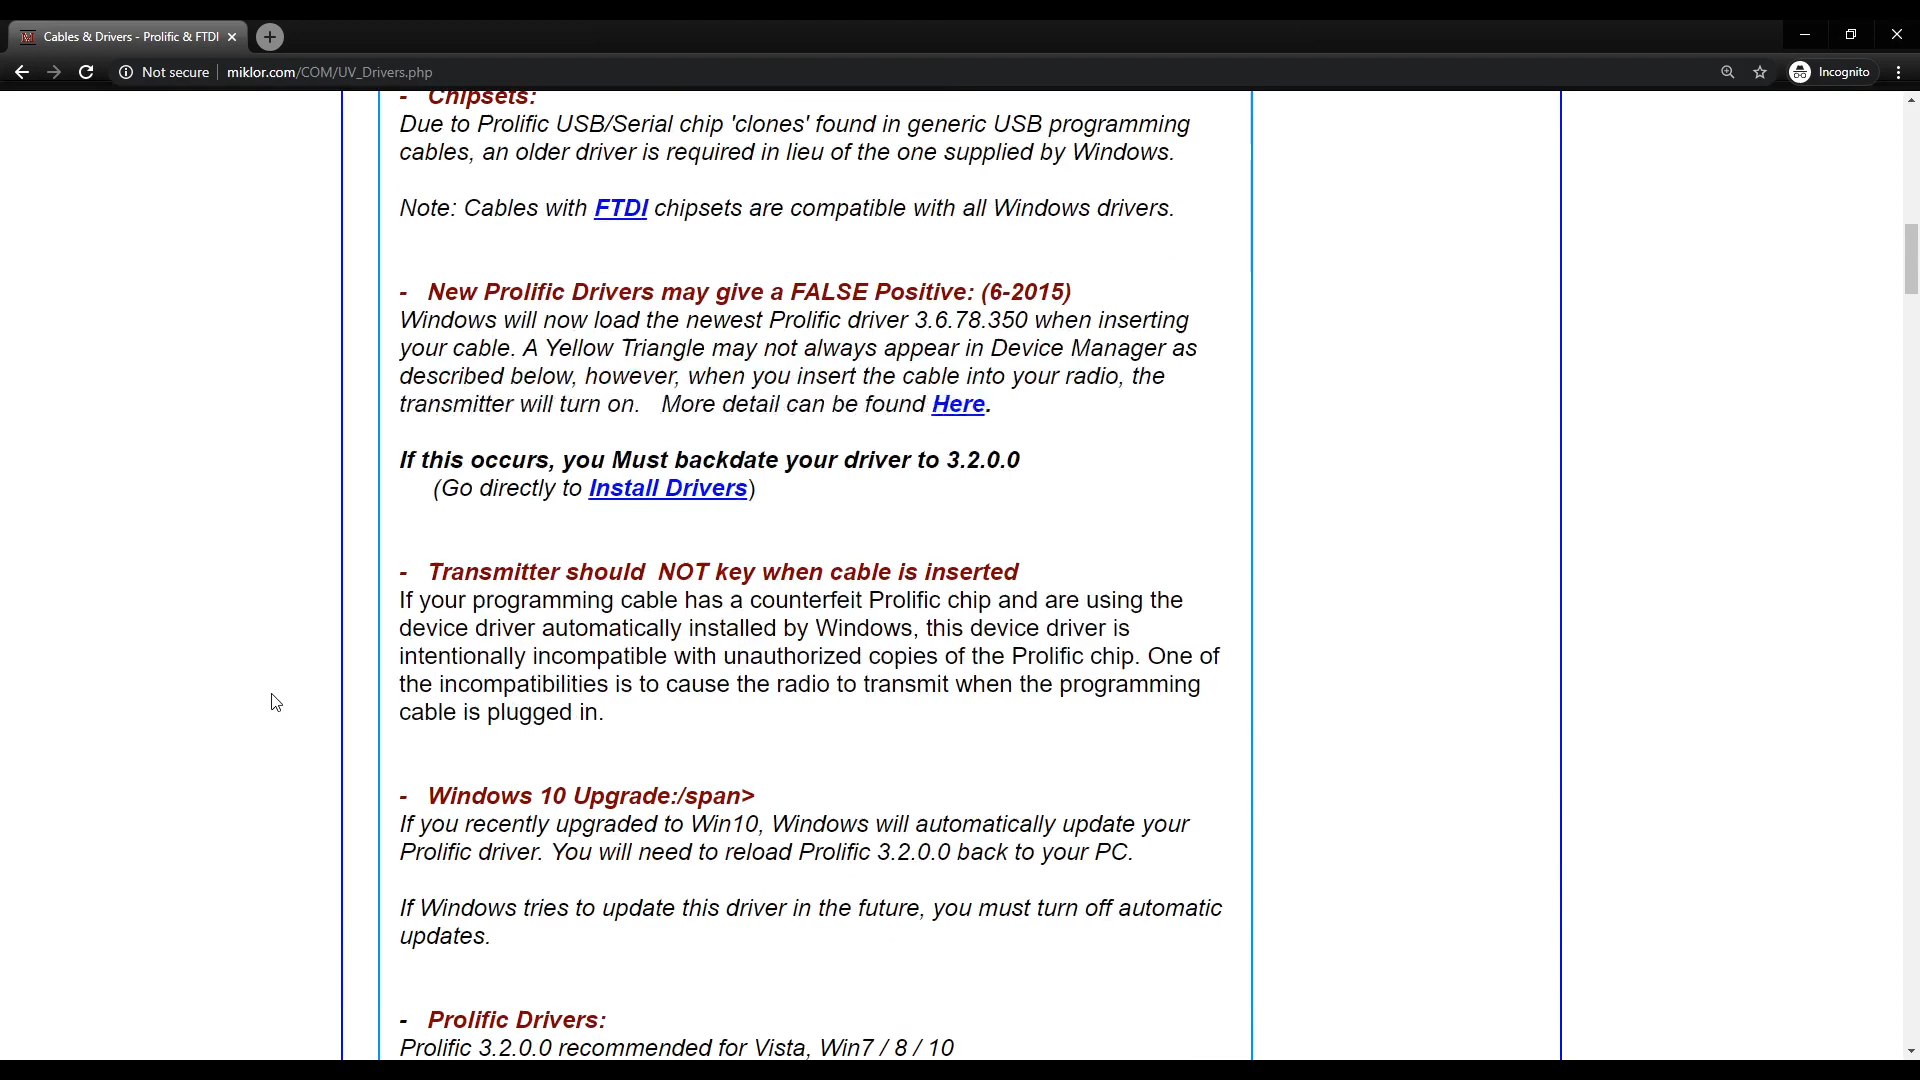 Cables & Drivers - Prolific & FTDI
Not secure
miklor.com/COM/UV_Drivers.php
Incognito
- Chipsets:
Due to Prolific USB/Serial chip 'clones' found in generic USB programming
cables, an older driver is required in lieu of the one supplied by Windows.
Note: Cables with FTDI chipsets are compatible with all Windows drivers.
- New Prolific Drivers may give a FALSE Positive: (6-2015)
Windows will now load the newest Prolific driver 3.6.78.350 when inserting
your cable. A Yellow Triangle may not always appear in Device Manager as
described below, however, when you insert the cable into your radio, the
transmitter will turn on. More detail can be found Here.
If this occurs, you Must backdate your driver to 3.2.0.0
(Go directly to Install Drivers)
- Transmitter should NOT key when cable is inserted
If your programming cable has a counterfeit Prolific chip and are using the
device driver automatically installed by Windows, this device driver is
intentionally incompatible with unauthorized copies of the Prolific chip. One of
the incompatibilities is to cause the radio to transmit when the programming
cable is plugged in.
- Windows 10 Upgrade:/span>
If you recently upgraded to Win10, Windows will automatically update your
Prolific driver. You will need to reload Prolific 3.2.0.0 back to your PC.
If Windows tries to update this driver in the future, you must turn off automatic
updates.
- Prolific Drivers:
Prolific 3.2.0.0 recommended for Vista, Win7 / 8 / 10